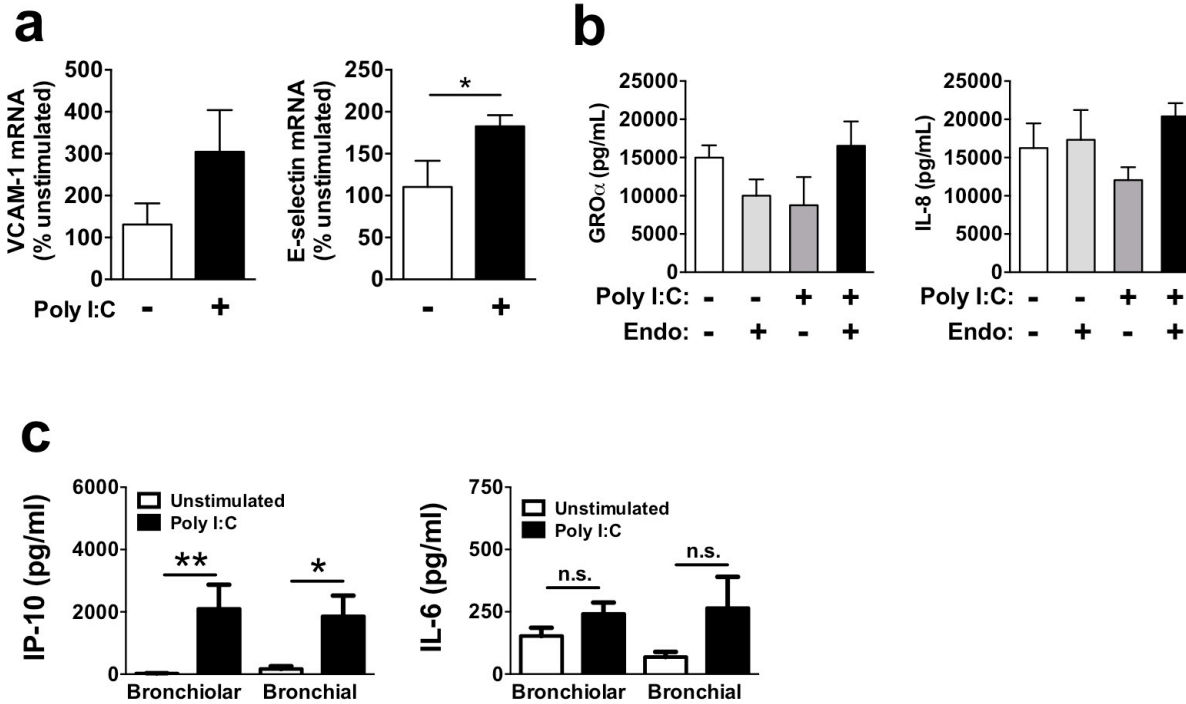 a
VCAM-1 mRNA
(% unstimulated)
500
400
300
200
100
0
Poly I:C - +
E-selectin mRNA
(% unstimulated)
250
200
150
100
50
0
*
- +
b
GROα (pg/mL)
25000
20000
15000
10000
5000
0
Poly I:C: - - + +
Endo: - + - +
IL-8 (pg/mL)
25000
20000
15000
10000
5000
0
Poly I:C: - - + +
Endo: - + - +
c
IP-10 (pg/ml)
6000
4000
2000
0
Unstimulated
Poly I:C
** *
Bronchiolar Bronchial
IL-6 (pg/ml)
750
500
250
0
Unstimulated
Poly I:C
n.s. n.s.
Bronchiolar Bronchial